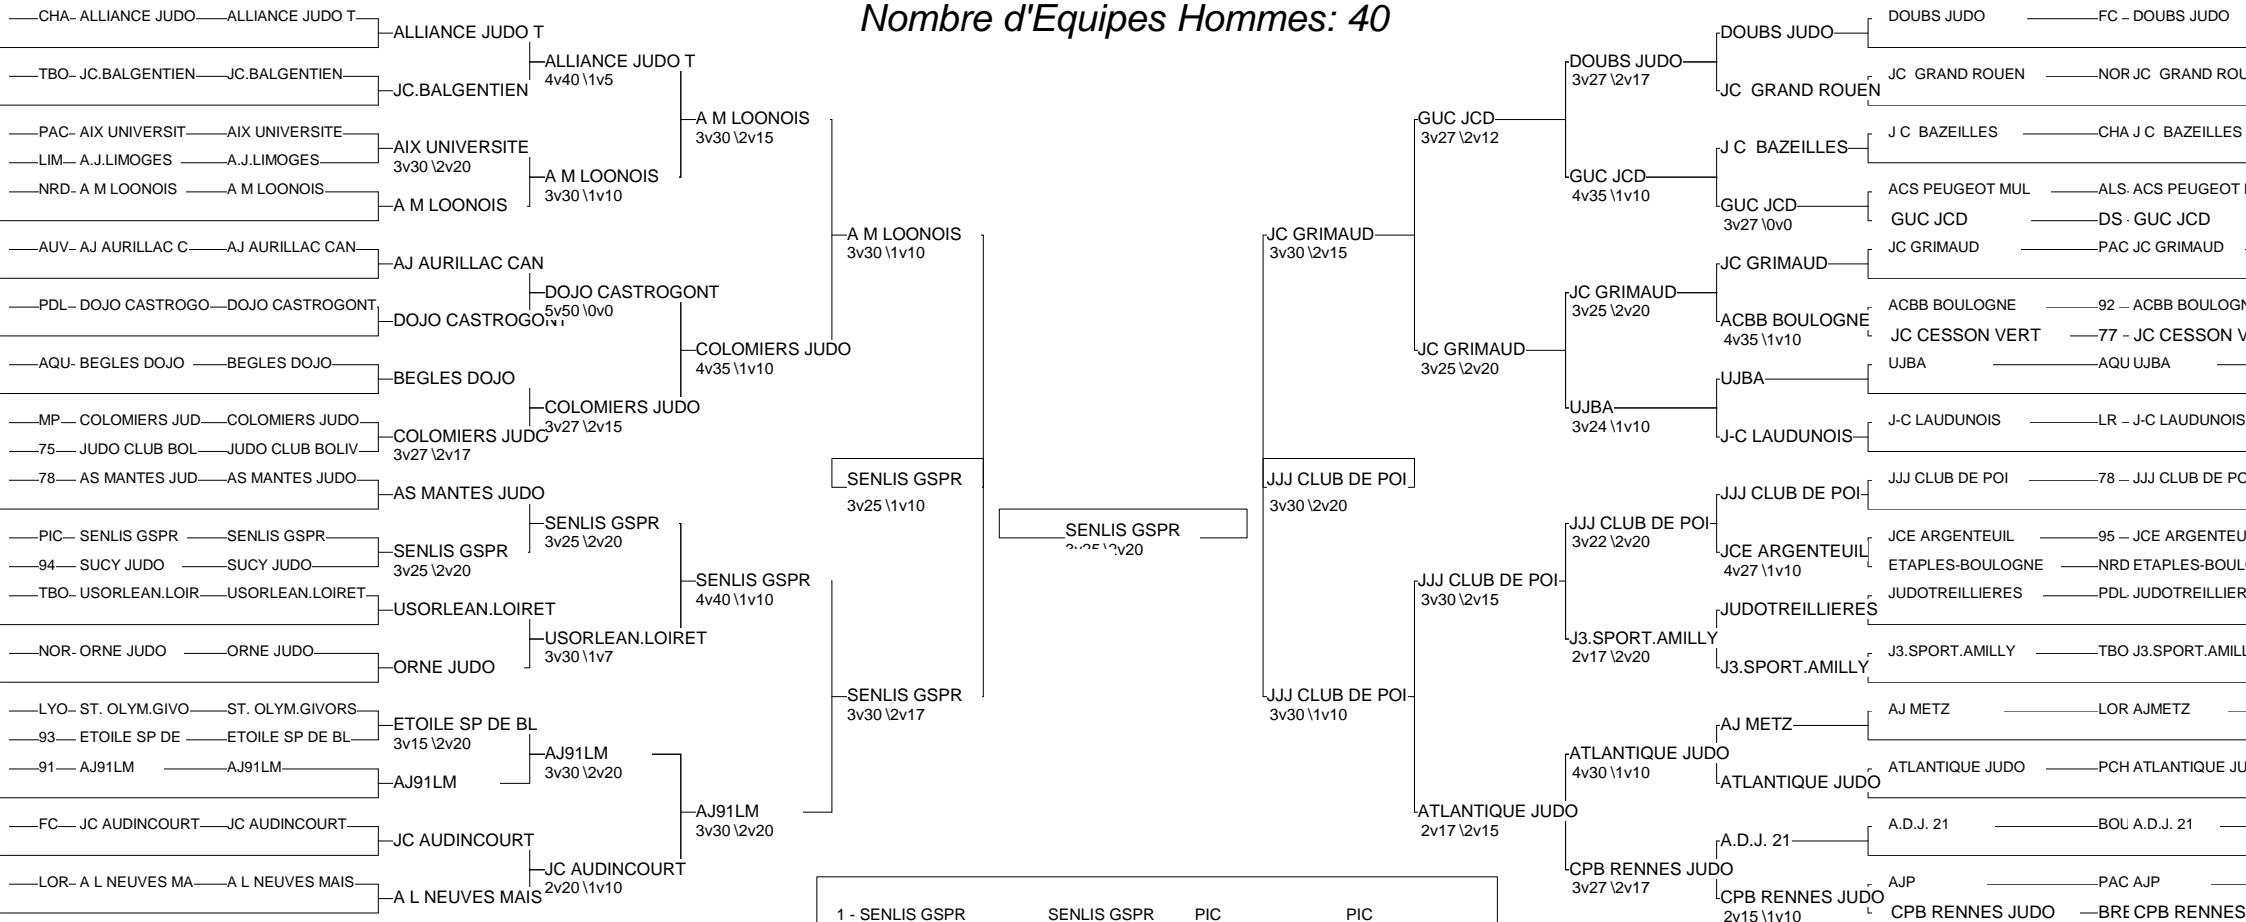 Nombre d'Equipes Hommes: 40
CHA ALLIANCE JUDO ALLIANCE JUDO T
TBO JC.BALGENTIEN JC.BALGENTIEN
PAC AIX UNIVERSIT AIX UNIVERSITE
LIM A.J.LIMOGES A.J.LIMOGES
NRD A M LOONOIS A M LOONOIS
AUV AJ AURILLAC C AJ AURILLAC CAN
PDL DOJO CASTROGO DOJO CASTROGONT
AQU BEGLES DOJO BEGLES DOJO
MP COLOMIERS JUD COLOMIERS JUDO
75 JUDO CLUB BOL JUDO CLUB BOLIV
78 AS MANTES JUD AS MANTES JUDO
PIC SENLIS GSPR SENLIS GSPR
94 SUCY JUDO SUCY JUDO
TBO USORLEAN.LOIR USORLEAN.LOIRET
NOR ORNE JUDO ORNE JUDO
LYO ST. OLYM.GIVO ST. OLYM.GIVORS
93 ETOILE SP DE ETOILE SP DE BL
91 AJ91LM AJ91LM
FC JC AUDINCOURT JC AUDINCOURT
LOR A L NEUVES MA A L NEUVES MAIS
ALLIANCE JUDO T
JC.BALGENTIEN
AIX UNIVERSITE
3v30 \2v20
A M LOONOIS
AJ AURILLAC CAN
DOJO CASTROGONT
BEGLES DOJO
COLOMIERS JUDO
3v27 \2v17
AS MANTES JUDO
SENLIS GSPR
3v25 \2v20
USORLEAN.LOIRET
ORNE JUDO
ETOILE SP DE BL
3v15 \2v20
AJ91LM
JC AUDINCOURT
A L NEUVES MAIS
ALLIANCE JUDO T
4v40 \1v5
A M LOONOIS
3v30 \1v10
DOJO CASTROGONT
5v50 \0v0
COLOMIERS JUDO
3v27 \2v15
SENLIS GSPR
3v25 \2v20
USORLEAN.LOIRET
3v30 \1v7
AJ91LM
3v30 \2v20
JC AUDINCOURT
2v20 \1v10
A M LOONOIS
3v30 \2v15
COLOMIERS JUDO
4v35 \1v10
SENLIS GSPR
4v40 \1v10
AJ91LM
3v30 \2v20
A M LOONOIS
3v30 \1v10
SENLIS GSPR
3v25 \1v10
SENLIS GSPR
3v30 \2v17
SENLIS GSPR
3v25 \2v20
JC GRIMAUD
3v30 \2v15
JJJ CLUB DE POI
3v30 \2v20
JJJ CLUB DE POI
3v30 \1v10
GUC JCD
3v27 \2v12
JC GRIMAUD
3v25 \2v20
JJJ CLUB DE POI
3v30 \2v15
ATLANTIQUE JUDO
2v17 \2v15
DOUBS JUDO
3v27 \2v17
GUC JCD
4v35 \1v10
JC GRIMAUD
3v25 \2v20
UJBA
3v24 \1v10
JJJ CLUB DE POI
3v22 \2v20
J3.SPORT.AMILLY
2v17 \2v20
ATLANTIQUE JUDO
4v30 \1v10
CPB RENNES JUDO
3v27 \2v17
DOUBS JUDO
JC GRAND ROUEN
J C BAZEILLES
GUC JCD
3v27 \0v0
JC GRIMAUD
ACBB BOULOGNE
4v35 \1v10
UJBA
J-C LAUDUNOIS
JJJ CLUB DE POI
JCE ARGENTEUIL
4v27 \1v10
JUDOTREILLIERES
J3.SPORT.AMILLY
AJ METZ
ATLANTIQUE JUDO
A.D.J. 21
CPB RENNES JUDO
2v15 \1v10
DOUBS JUDO FC DOUBS JUDO
JC GRAND ROUEN NOR JC GRAND ROU
J C BAZEILLES CHA J C BAZEILLES
ACS PEUGEOT MUL ALS ACS PEUGEOT
GUC JCD DS GUC JCD
JC GRIMAUD PAC JC GRIMAUD
ACBB BOULOGNE 92 ACBB BOULOGN
JC CESSON VERT 77 JC CESSON V
UJBA AQU UJBA
J-C LAUDUNOIS LR J-C LAUDUNOIS
JJJ CLUB DE POI 78 JJJ CLUB DE PO
JCE ARGENTEUIL 95 JCE ARGENTEU
ETAPLES-BOULOGNE NRD ETAPLES-BOUL
JUDOTREILLIERES PDL JUDOTREILLIER
J3.SPORT.AMILLY TBO J3.SPORT.AMILL
AJ METZ LOR AJMETZ
ATLANTIQUE JUDO PCH ATLANTIQUE JU
A.D.J. 21 BOU A.D.J. 21
AJP PAC AJP
CPB RENNES JUDO BRE CPB RENNES
1 - SENLIS GSPR SENLIS GSPR PIC PIC